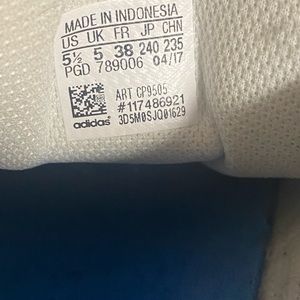 MADE IN INDONESIA
US UK FR JP CHN
5½ 5 38 240 235
PGD 789006 04/17
ART CP9505
#117486921
adidas 3D5M0SJQ01629